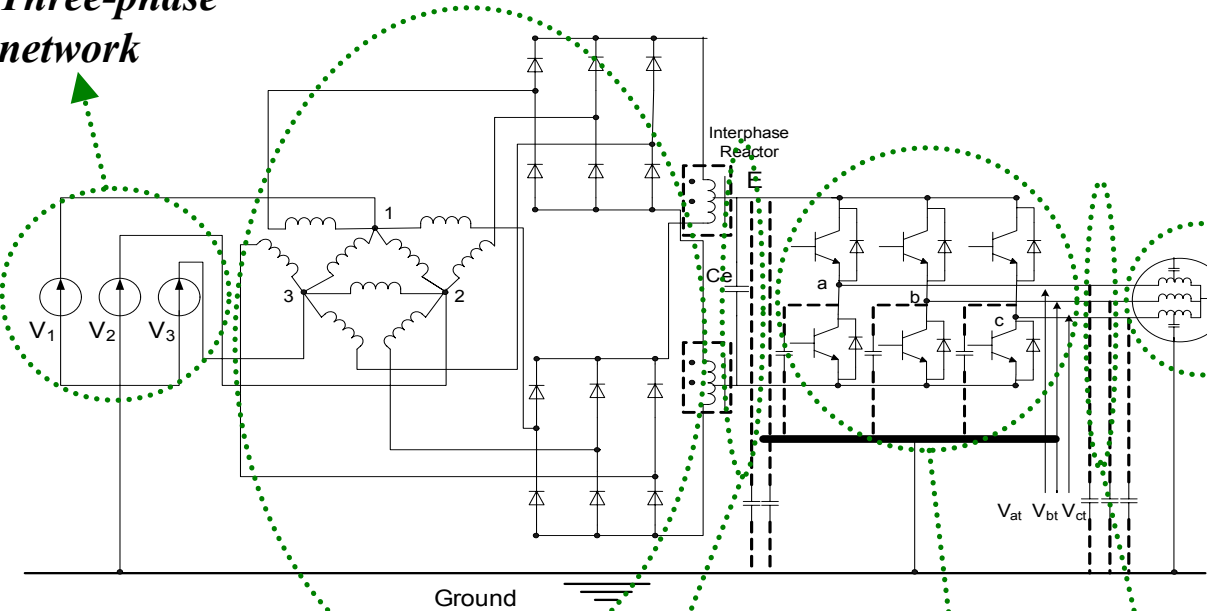 Three-phase
network
Interphase
Reactor
E
1
Ce
a
3
2
b
V1
V2
V3
c
Vat
Vbt
Vct
Ground